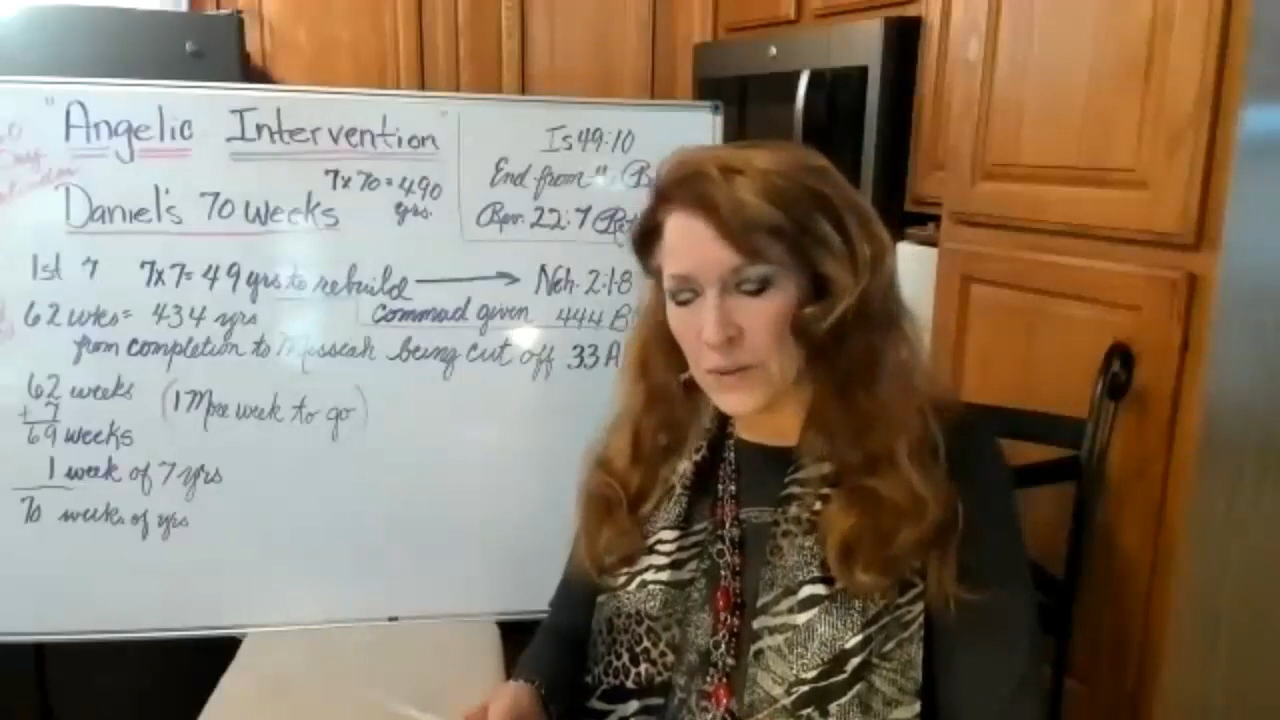 "Angelic Intervention"
7x70=490
yrs.
Daniel's 70 Weeks
Is 49:10
End from" (B
Rev. 22:7 (Ret
1st 7 7x7=49 yrs to rebuild → Neh. 2:1-8
62 wks= 434 yrs Commad given 444 B
from completion to Messeah being cut off 33 A
62 weeks (1 More week to go)
+ 7
69 weeks
1 week of 7 yrs
70 weeks of yrs